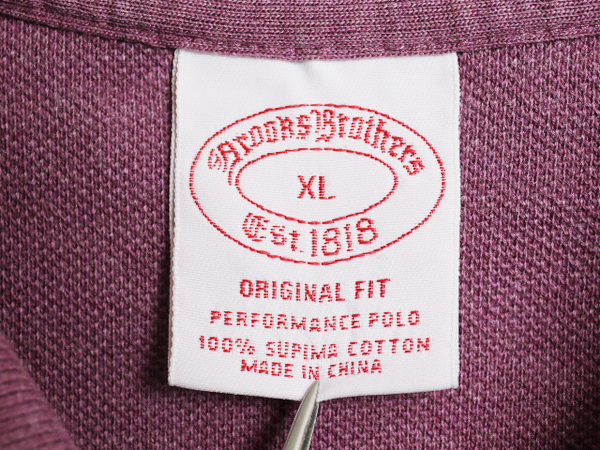 Brooks Brothers
XL
Est. 1818
ORIGINAL FIT
PERFORMANCE POLO
100% SUPIMA COTTON
MADE IN CHINA